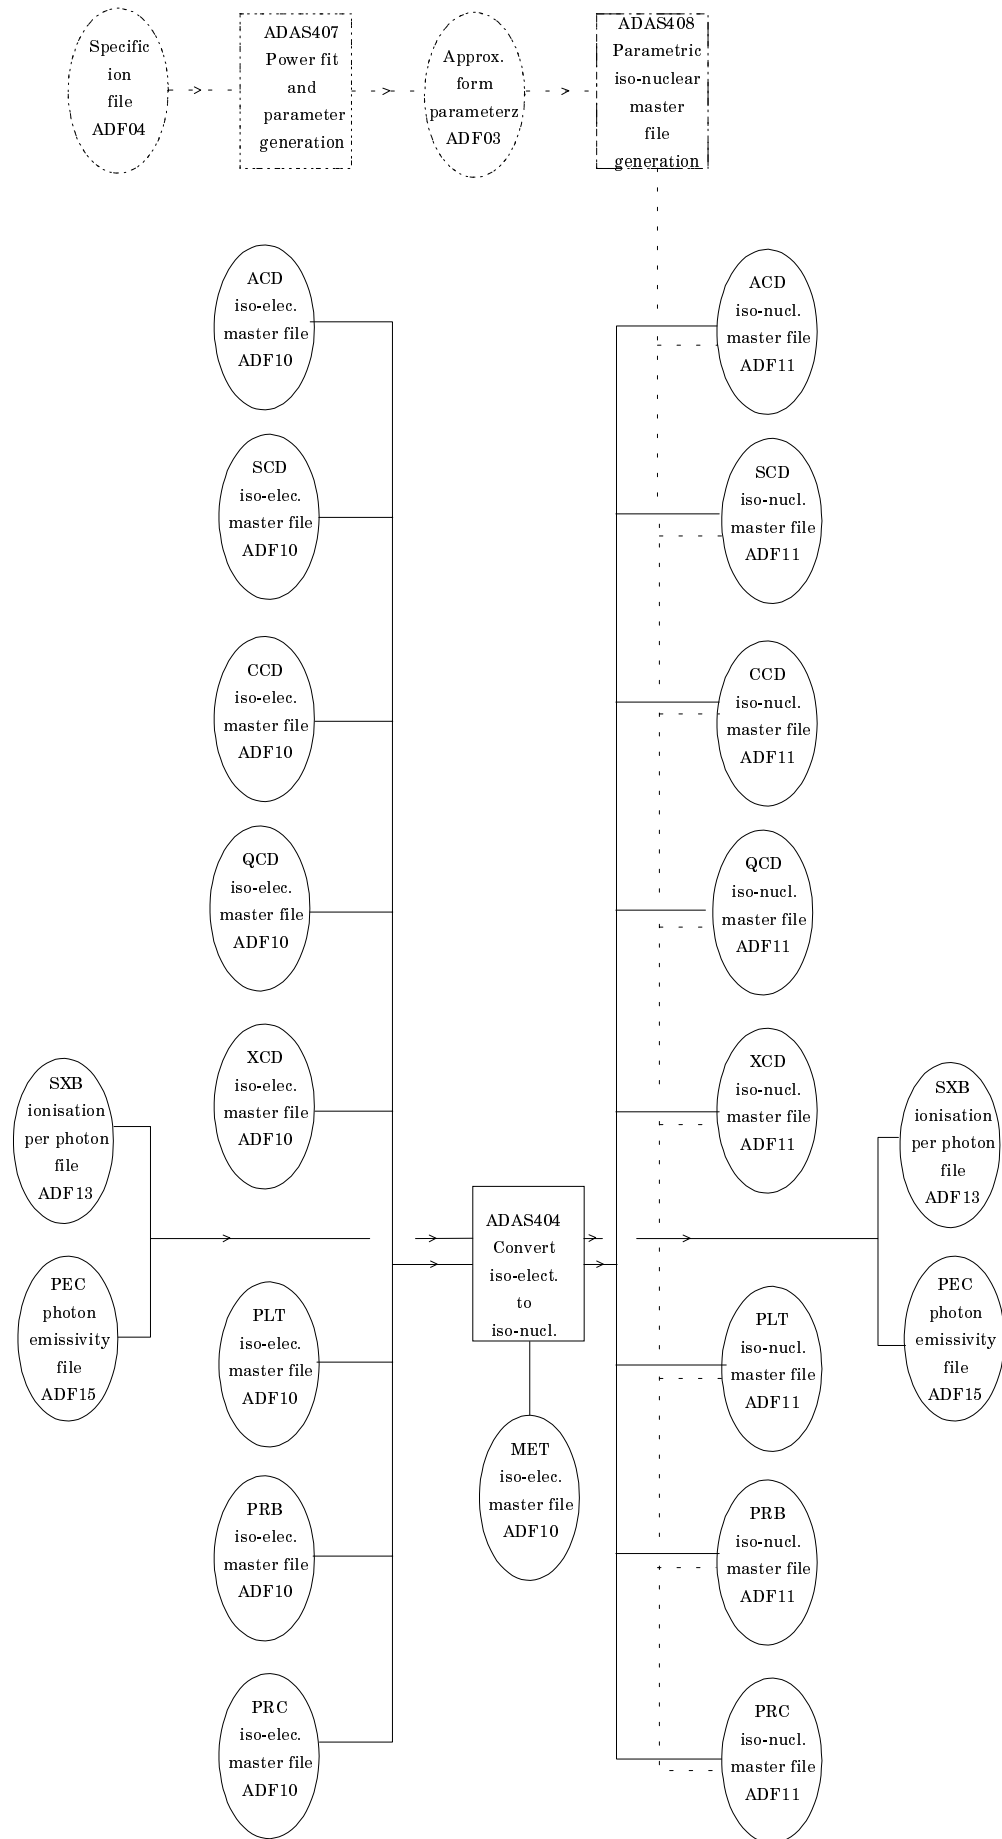 Specific
ion
file
ADF04
ADAS407
Power fit
and
parameter
generation
Approx.
form
parameterz
ADF03
ADAS408
Parametric
iso-nuclear
master
file
generation
ACD
iso-elec.
master file
ADF10
ACD
iso-nucl.
master file
ADF11
SCD
iso-elec.
master file
ADF10
SCD
iso-nucl.
master file
ADF11
CCD
iso-elec.
master file
ADF10
CCD
iso-nucl.
master file
ADF11
QCD
iso-elec.
master file
ADF10
QCD
iso-nucl.
master file
ADF11
XCD
iso-elec.
master file
ADF10
XCD
iso-nucl.
master file
ADF11
SXB
ionisation
per photon
file
ADF13
SXB
ionisation
per photon
file
ADF13
ADAS404
Convert
iso-elect.
to
iso-nucl.
PEC
photon
emissivity
file
ADF15
PLT
iso-elec.
master file
ADF10
PLT
iso-nucl.
master file
ADF11
PEC
photon
emissivity
file
ADF15
MET
iso-elec.
master file
ADF10
PRB
iso-elec.
master file
ADF10
PRB
iso-nucl.
master file
ADF11
PRC
iso-elec.
master file
ADF10
PRC
iso-nucl.
master file
ADF11